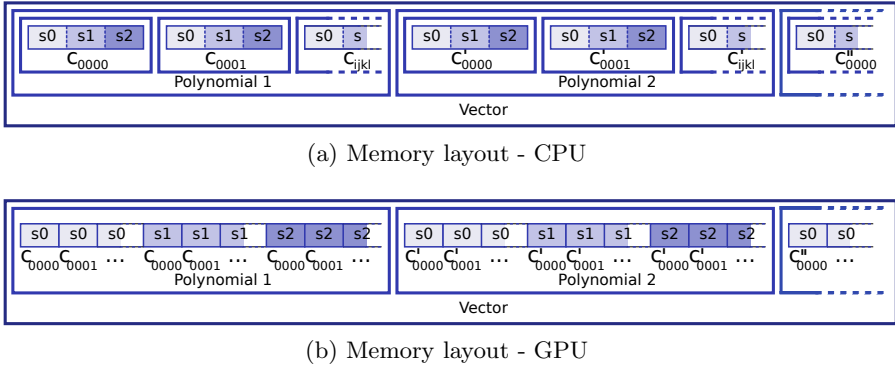 s0 s1 s2 s0 s1 s2 s0 s s0 s1 s2 s0 s1 s2 s0 s s0 s
C0000 C0001 Cijkl C'0000 C'0001 C'ijkl C"0000
Polynomial 1 Polynomial 2
Vector
(a) Memory layout - CPU
s0 s0 s0 s1 s1 s1 s2 s2 s2 s0 s0 s0 s1 s1 s1 s2 s2 s2 s0 s0
C0000 C0001 ... C0000 C0001 ... C0000 C0001 ... C'0000 C'0001 ... C'0000 C'0001 ... C'0000 C'0001 ... C"0000 ...
Polynomial 1 Polynomial 2
Vector
(b) Memory layout - GPU